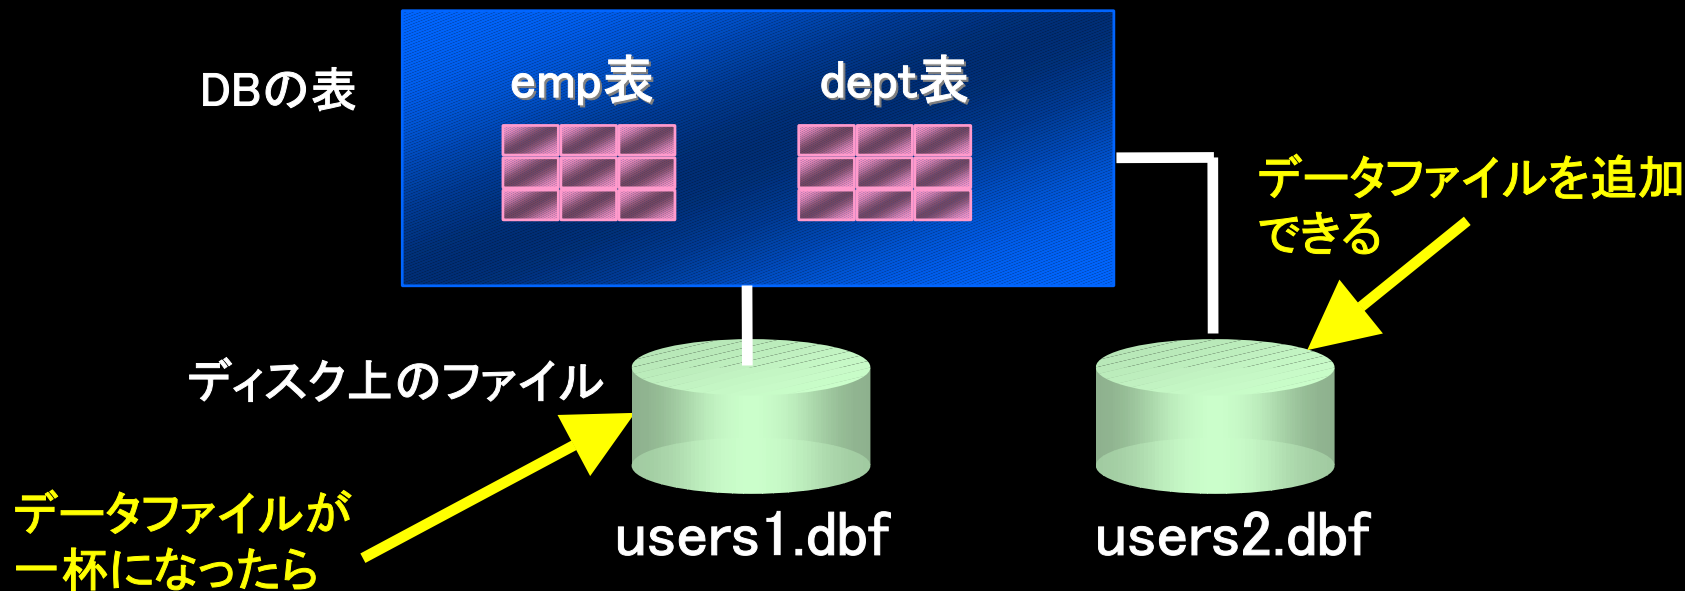 DBの表
emp表
dept表
データファイルを追加
できる
ディスク上のファイル
データファイルが
一杯になったら
users1.dbf
users2.dbf